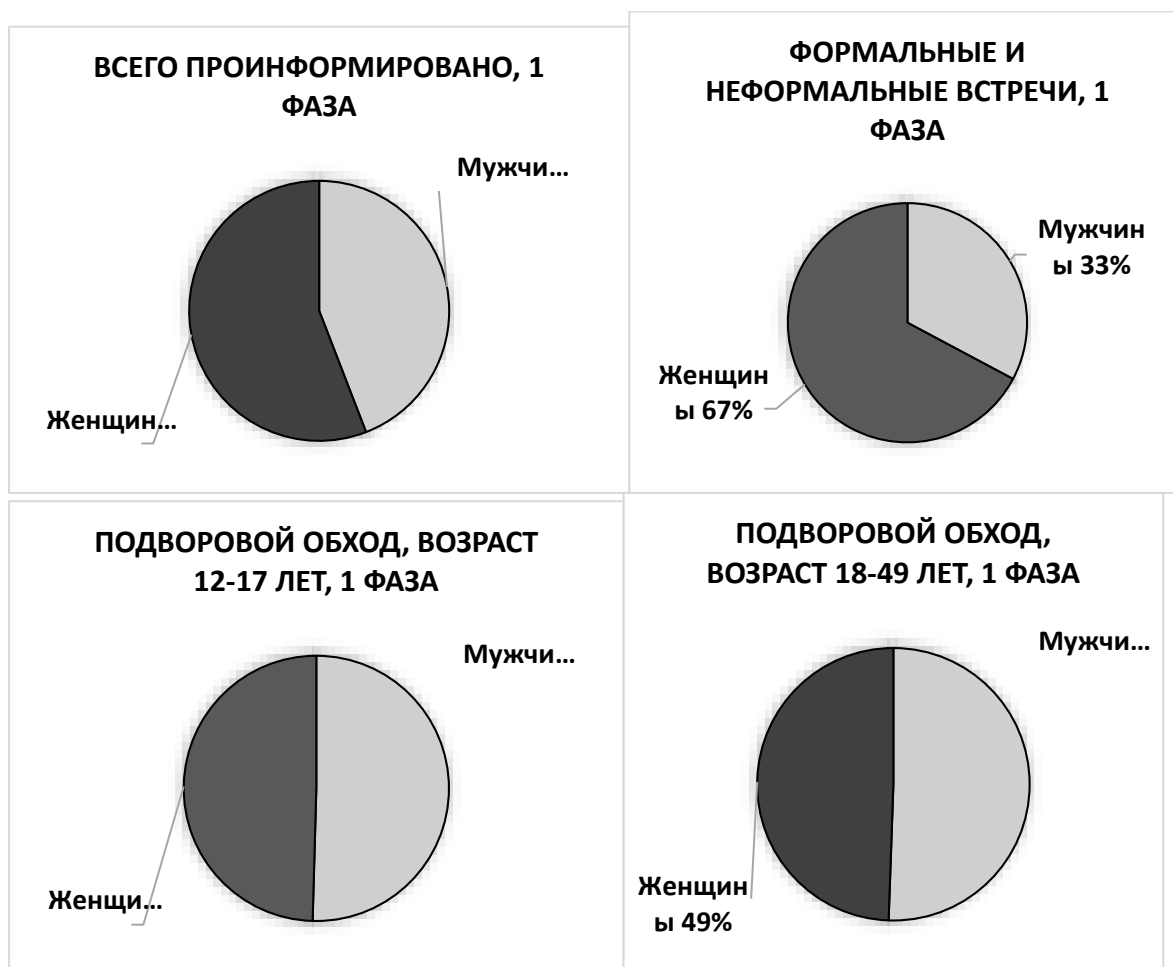 ВСЕГО ПРОИНФОРМИРОВАНО, 1
ФАЗА
Мужчи...
Женщин...
ФОРМАЛЬНЫЕ И
НЕФОРМАЛЬНЫЕ ВСТРЕЧИ, 1
ФАЗА
Мужчин
ы 33%
Женщин
ы 67%
ПОДВОРОВОЙ ОБХОД, ВОЗРАСТ
12-17 ЛЕТ, 1 ФАЗА
Мужчи...
Женщи...
ПОДВОРОВОЙ ОБХОД,
ВОЗРАСТ 18-49 ЛЕТ, 1 ФАЗА
Мужчи...
Женщин
ы 49%